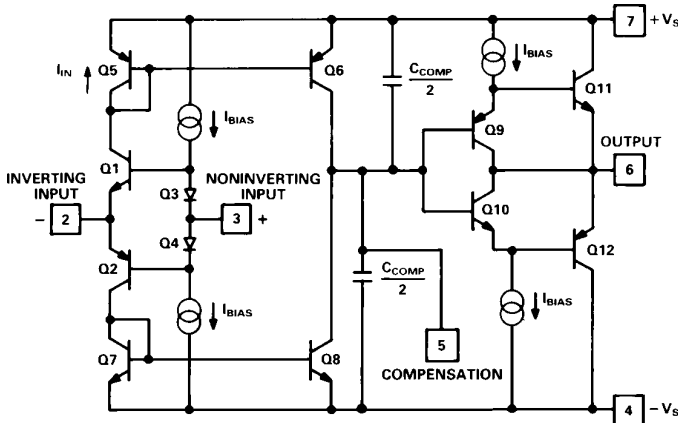 7 +VS
IIN
Q5
Q6
CCOMP
2
IBIAS
Q11
IBIAS
Q9
Q1
OUTPUT
INVERTING
INPUT
Q3
NONINVERTING
INPUT
6
− 2
3 +
Q10
Q4
Q12
Q2
CCOMP
2
IBIAS
IBIAS
5
Q7
Q8
COMPENSATION
4 −VS